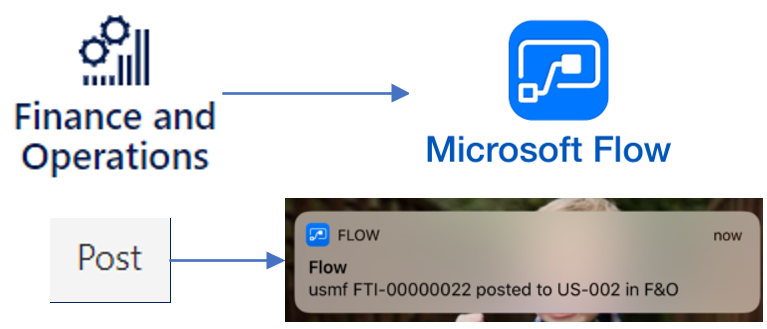 Finance and
Operations
Microsoft Flow
Post
FLOW
now
Flow
usmf FTI-00000022 posted to US-002 in F&O